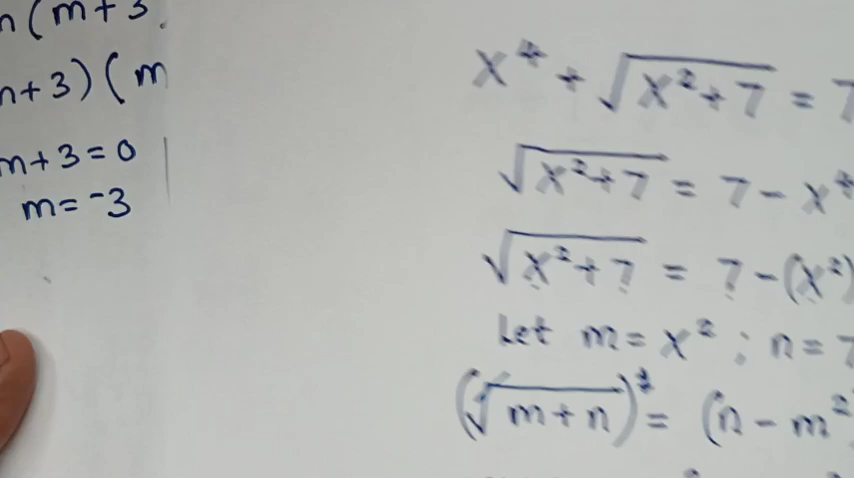 (m+3
n+3)(m
m+3=0
m=-3
x⁴+√(x²+7)=7
√(x²+7)=7-x⁴
√(x²+7)=7-(x²)
Let m=x²; n=7
(√(m+n))²=(n-m²